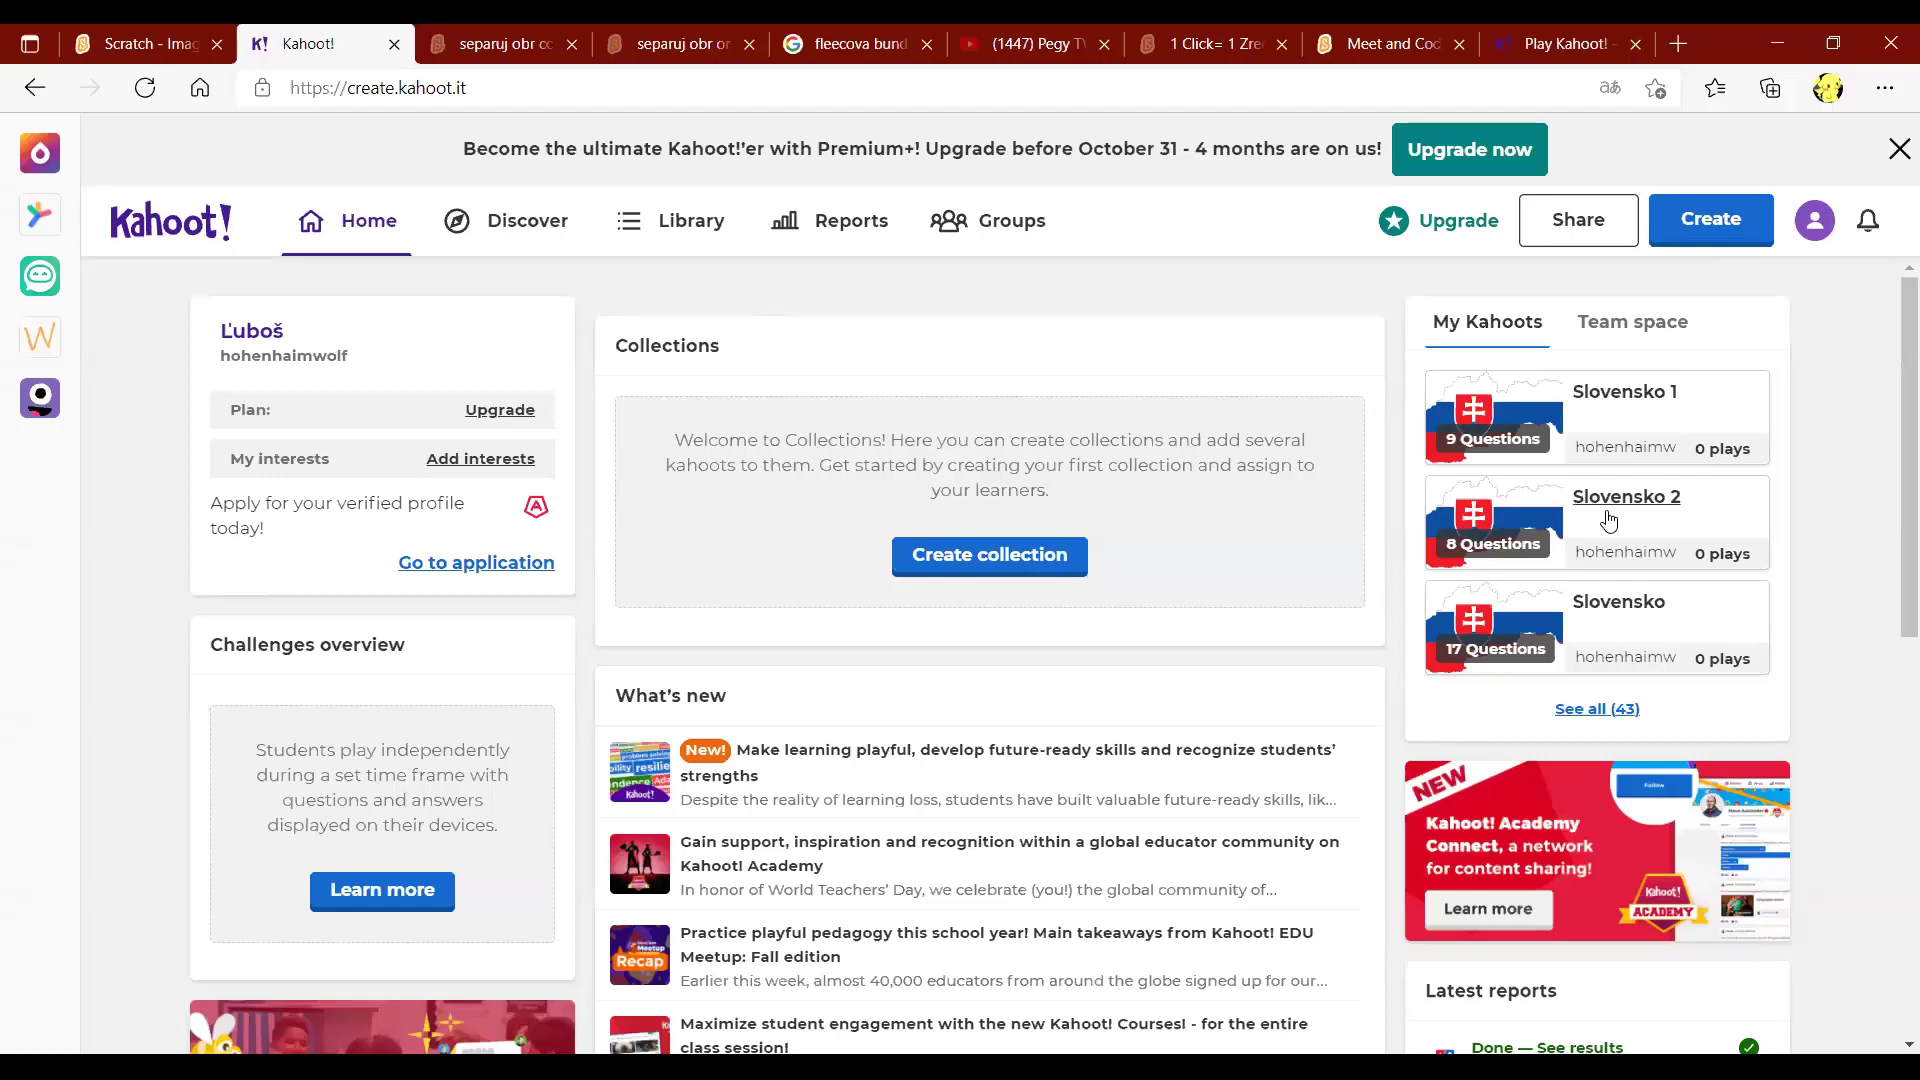 Scratch - Imag
Kahoot!
separuj obr co
separuj obr or
fleecova bund
(1447) Pegy T
1 Click= 1 Zre
Meet and Cod
Play Kahoot! -
https://create.kahoot.it
Become the ultimate Kahoot!'er with Premium+! Upgrade before October 31 - 4 months are on us!
Upgrade now
Kahoot!
Home
Discover
Library
Reports
Groups
Upgrade
Share
Create
Ľuboš
hohenhaimwolf
Plan:
Upgrade
My interests
Add interests
Apply for your verified profile
today!
Go to application
Challenges overview
Students play independently
during a set time frame with
questions and answers
displayed on their devices.
Learn more
Collections
Welcome to Collections! Here you can create collections and add several
kahoots to them. Get started by creating your first collection and assign to
your learners.
Create collection
What's new
New! Make learning playful, develop future-ready skills and recognize students'
strengths
Despite the reality of learning loss, students have built valuable future-ready skills, lik...
Gain support, inspiration and recognition within a global educator community on
Kahoot! Academy
In honor of World Teachers' Day, we celebrate (you!) the global community of...
Recap
Practice playful pedagogy this school year! Main takeaways from Kahoot! EDU
Meetup: Fall edition
Earlier this week, almost 40,000 educators from around the globe signed up for our...
Maximize student engagement with the new Kahoot! Courses! - for the entire
class session!
My Kahoots
Team space
Slovensko 1
9 Questions
hohenhaimw
0 plays
Slovensko 2
8 Questions
hohenhaimw
0 plays
Slovensko
17 Questions
hohenhaimw
0 plays
See all (43)
NEW
Kahoot! Academy
Connect, a network
for content sharing!
Learn more
Follow
Kahoot!
ACADEMY
Latest reports
Done — See results